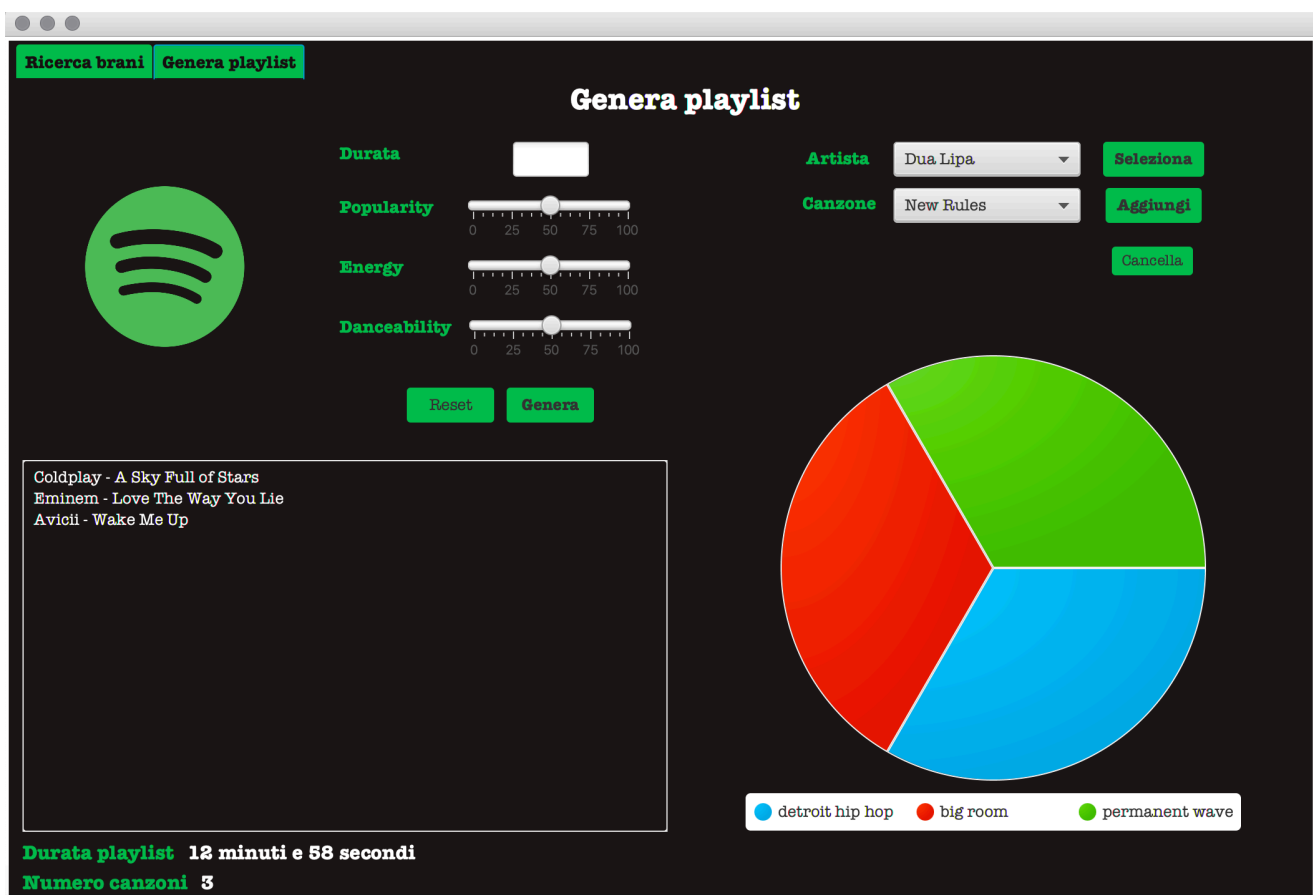 Ricerca brani Genera playlist
Genera playlist
Durata
Popularity
0 25 50 75 100
Energy
0 25 50 75 100
Danceability
0 25 50 75 100
Reset Genera
Artista Dua Lipa Seleziona
Canzone New Rules Aggiungi
Cancella
Coldplay - A Sky Full of Stars
Eminem - Love The Way You Lie
Avicii - Wake Me Up
detroit hip hop big room permanent wave
Durata playlist 12 minuti e 58 secondi
Numero canzoni 3